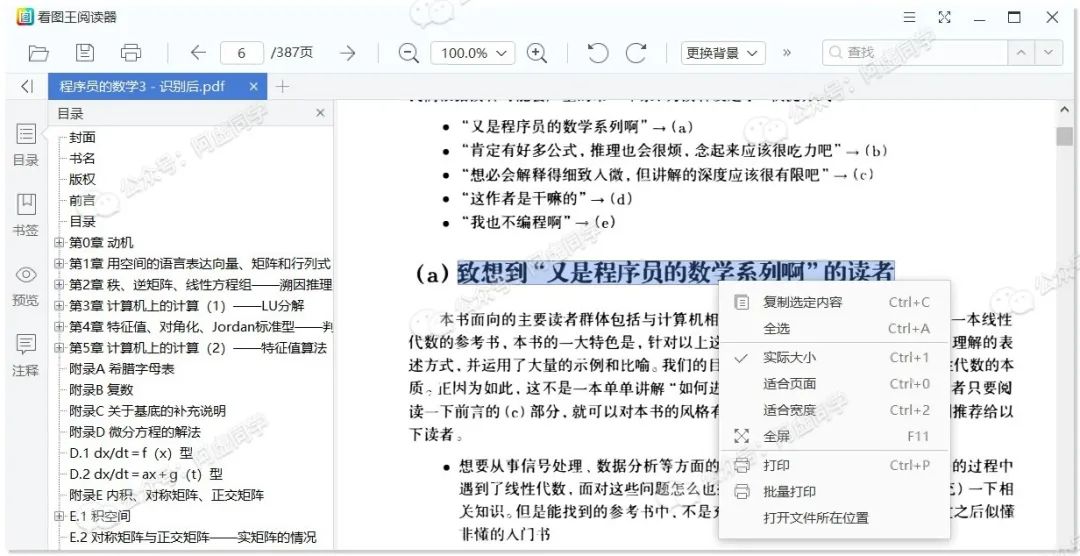 看图王阅读器
6 /387页
100.0%
更换背景
查找
程序员的数学3 - 识别后.pdf
目录
目录
书签
预览
注释
封面
书名
版权
前言
目录
第0章 动机
第1章 用空间的语言表达向量、矩阵和行列式
第2章 秩、逆矩阵、线性方程组——溯因推理
第3章 计算机上的计算（1）——LU分解
第4章 特征值、对角化、Jordan标准型——判
第5章 计算机上的计算（2）——特征值算法
附录A 希腊字母表
附录B 复数
附录C 关于基底的补充说明
附录D 微分方程的解法
D.1 dx/dt = f（x）型
D.2 dx/dt = ax + g（t）型
附录E 内积、对称矩阵、正交矩阵
E.1 积空间
E.2 对称矩阵与正交矩阵——实矩阵的情况
• “又是程序员的数学系列啊”→(a)
• “肯定有好多公式，推理也会很烦，念起来应该很吃力吧”→(b)
• “想必会解释得细致入微，但讲解的深度应该很有限吧”→(c)
• “这作者是干嘛的”→(d)
• “我也不编程啊”→(e)
(a) 致想到“又是程序员的数学系列啊”的读者
本书面向的主要读者群体包括与计算机相 一本线性
代数的参考书，本书的一大特色是，针对以上这 理解的表
述方式，并运用了大量的示例和比喻。我们的目 性代数的本
质。正因为如此，这不是一本单单讲解“如何进 者只要阅
读一下前言的(c)部分，就可以对本书的风格有 推荐给以
下读者。
• 想要从事信号处理、数据分析等方面的 的过程中
遇到了线性代数，面对这些问题怎么也 ）一下相
关知识。但是能找到的参考书中，不是充 之后似懂
非懂的入门书
复制选定内容 Ctrl+C
全选 Ctrl+A
实际大小 Ctrl+1
适合页面 Ctrl+0
适合宽度 Ctrl+2
全屏 F11
打印 Ctrl+P
批量打印
打开文件所在位置
公众号：阿虚同学
公众号：阿虚同学
公众号：阿虚同学